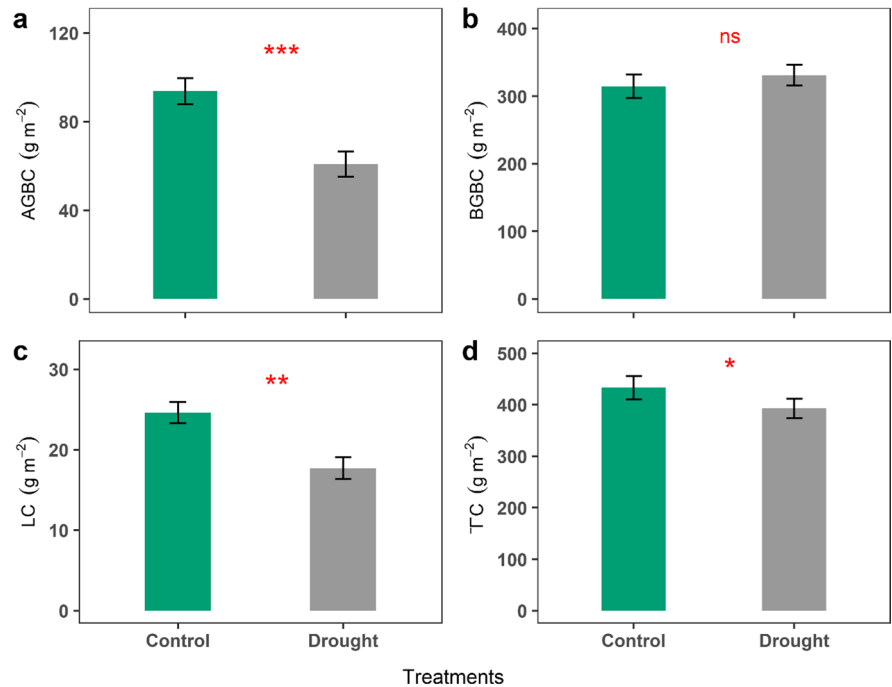 a
***
AGBC (g m⁻²)
120
80
40
0
b
ns
BGBC (g m⁻²)
400
300
200
100
0
c
**
LC (g m⁻²)
30
20
10
0
Control
Drought
d
*
TC (g m⁻²)
500
400
300
200
100
0
Control
Drought
Treatments